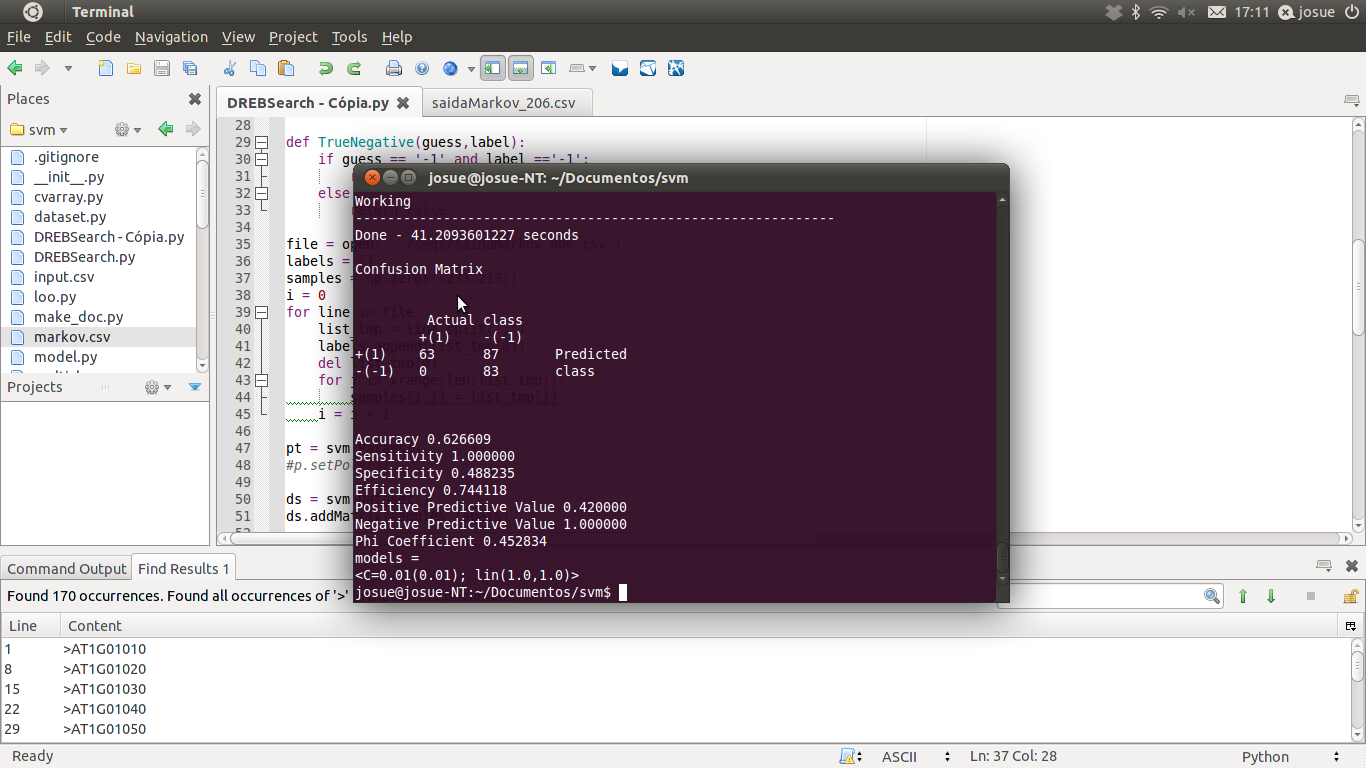 Terminal
17:11 josue
File Edit Code Navigation View Project Tools Help
Places
svm
.gitignore
__init__.py
cvarray.py
dataset.py
DREBSearch - Cópia.py
DREBSearch.py
input.csv
loo.py
make_doc.py
markov.csv
model.py
Projects
DREBSearch - Cópia.py saidaMarkov_206.csv
28
29 def TrueNegative(guess,label):
30 if guess == '-1' and label =='-1':
31
32 else
33
34
35 file =
36 labels =
37 samples
38 i = 0
39 for line in file
40 list_tmp =
41
42 del
43 for
44 samples[i,j] = list_tmp[j]
45 i = i + 1
46
47 pt = svm
48 #p.setPo
49
50 ds = svm
51 ds.addMa
josue@josue-NT: ~/Documentos/svm
Working
------------------------------------------------------------
Done - 41.2093601227 seconds
Confusion Matrix
Actual class
+(1) -(-1)
+(1) 63 87 Predicted
-(-1) 0 83 class
Accuracy 0.626609
Sensitivity 1.000000
Specificity 0.488235
Efficiency 0.744118
Positive Predictive Value 0.420000
Negative Predictive Value 1.000000
Phi Coefficient 0.452834
models =
<C=0.01(0.01); lin(1.0,1.0)>
josue@josue-NT:~/Documentos/svm$
Command Output Find Results 1
Found 170 occurrences. Found all occurrences of '>'
Line Content
1 >AT1G01010
8 >AT1G01020
15 >AT1G01030
22 >AT1G01040
29 >AT1G01050
Ready ASCII Ln: 37 Col: 28 Python